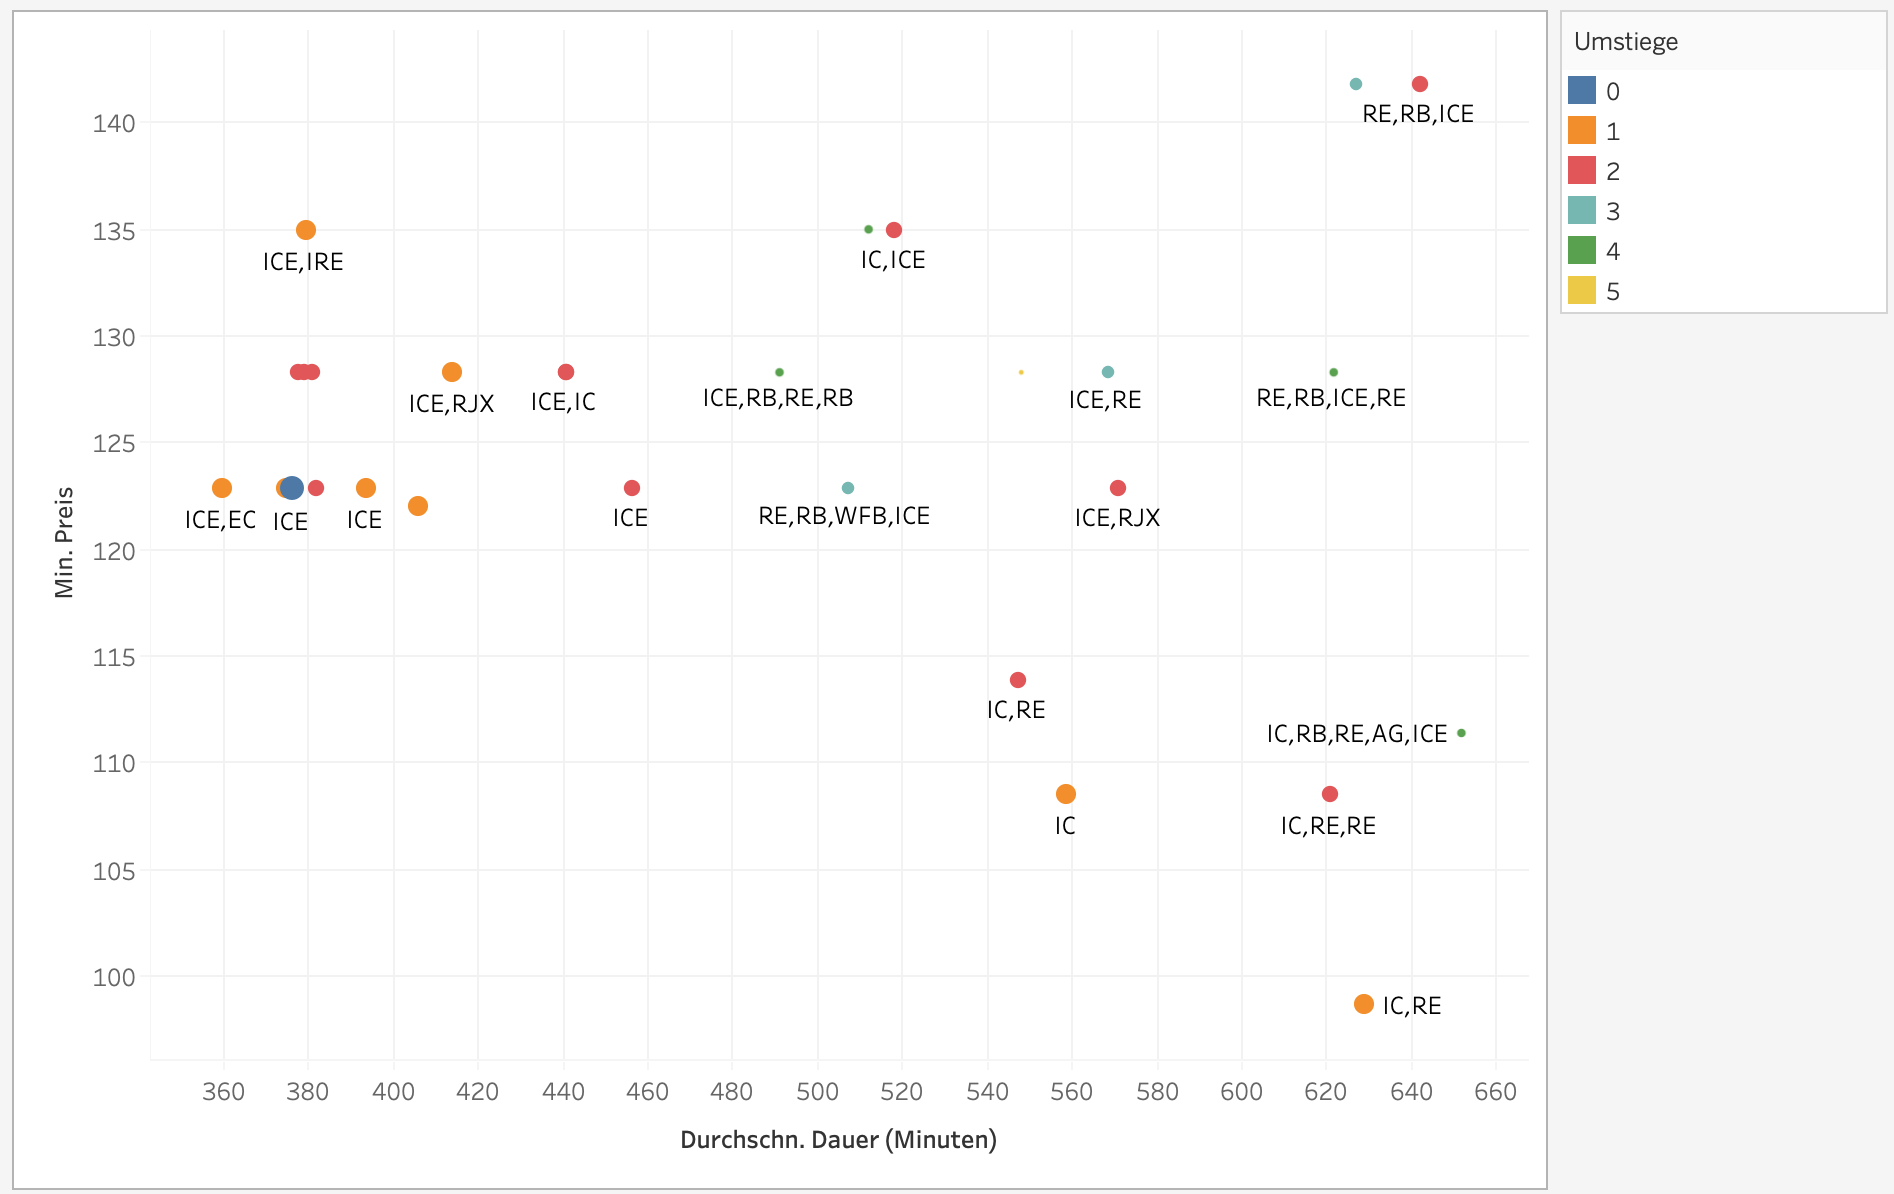 Umstiege
0
1
2
3
4
5
140
135
130
125
120
115
110
105
100
Min. Preis
RE,RB,ICE
ICE,IRE
IC,ICE
ICE,RJX
ICE,IC
ICE,RB,RE,RB
ICE,RE
RE,RB,ICE,RE
ICE,EC
ICE
ICE
ICE
RE,RB,WFB,ICE
ICE,RJX
IC,RE
IC,RB,RE,AG,ICE
IC
IC,RE,RE
IC,RE
360 380 400 420 440 460 480 500 520 540 560 580 600 620 640 660
Durchschn. Dauer (Minuten)